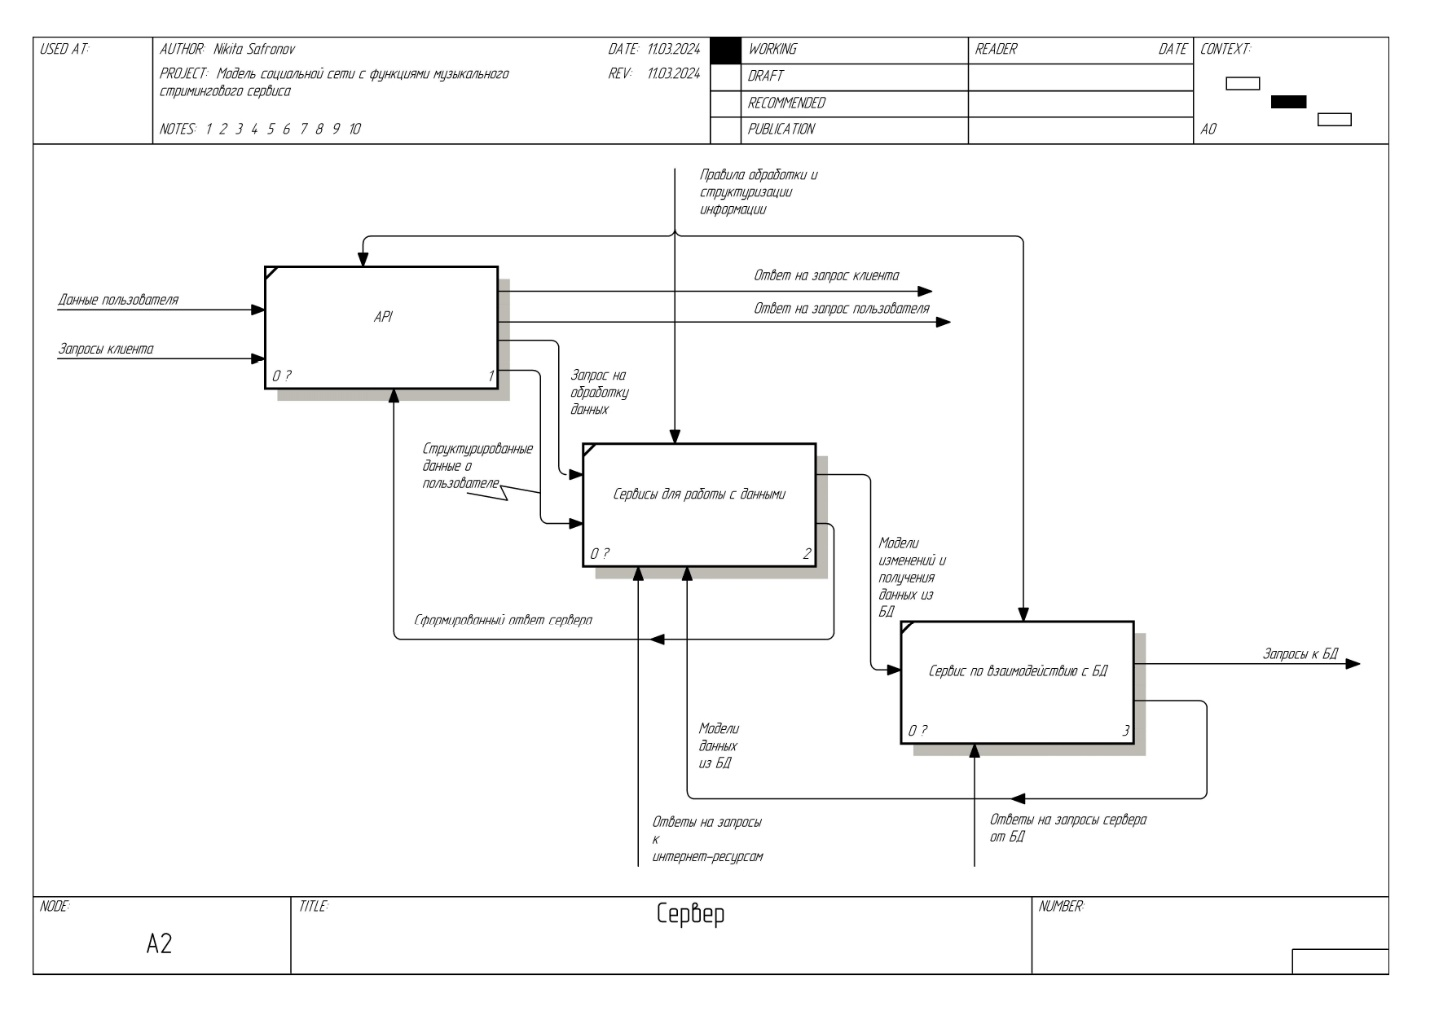 USED AT:
AUTHOR: Nikita Safronov
DATE: 11.03.2024
PROJECT: Модель социальной сети с функциями музыкального
стримингового сервиса
REV: 11.03.2024
NOTES: 1 2 3 4 5 6 7 8 9 10
WORKING
DRAFT
RECOMMENDED
PUBLICATION
READER
DATE
CONTEXT:
A0
Правила обработки и
структуризации
информации
Данные пользователя
Запросы клиента
API
0 ?
1
Ответ на запрос клиента
Ответ на запрос пользователя
Запрос на
обработку
данных
Структурированные
данные о
пользователе
Сервисы для работы с данными
0 ?
2
Модели
изменений и
получения
данных из
БД
Сформированный ответ сервера
Сервис по взаимодействию с БД
0 ?
3
Запросы к БД
Модели
данных
из БД
Ответы на запросы
к
интернет-ресурсам
Ответы на запросы сервера
от БД
NODE:
A2
TITLE:
Сервер
NUMBER: